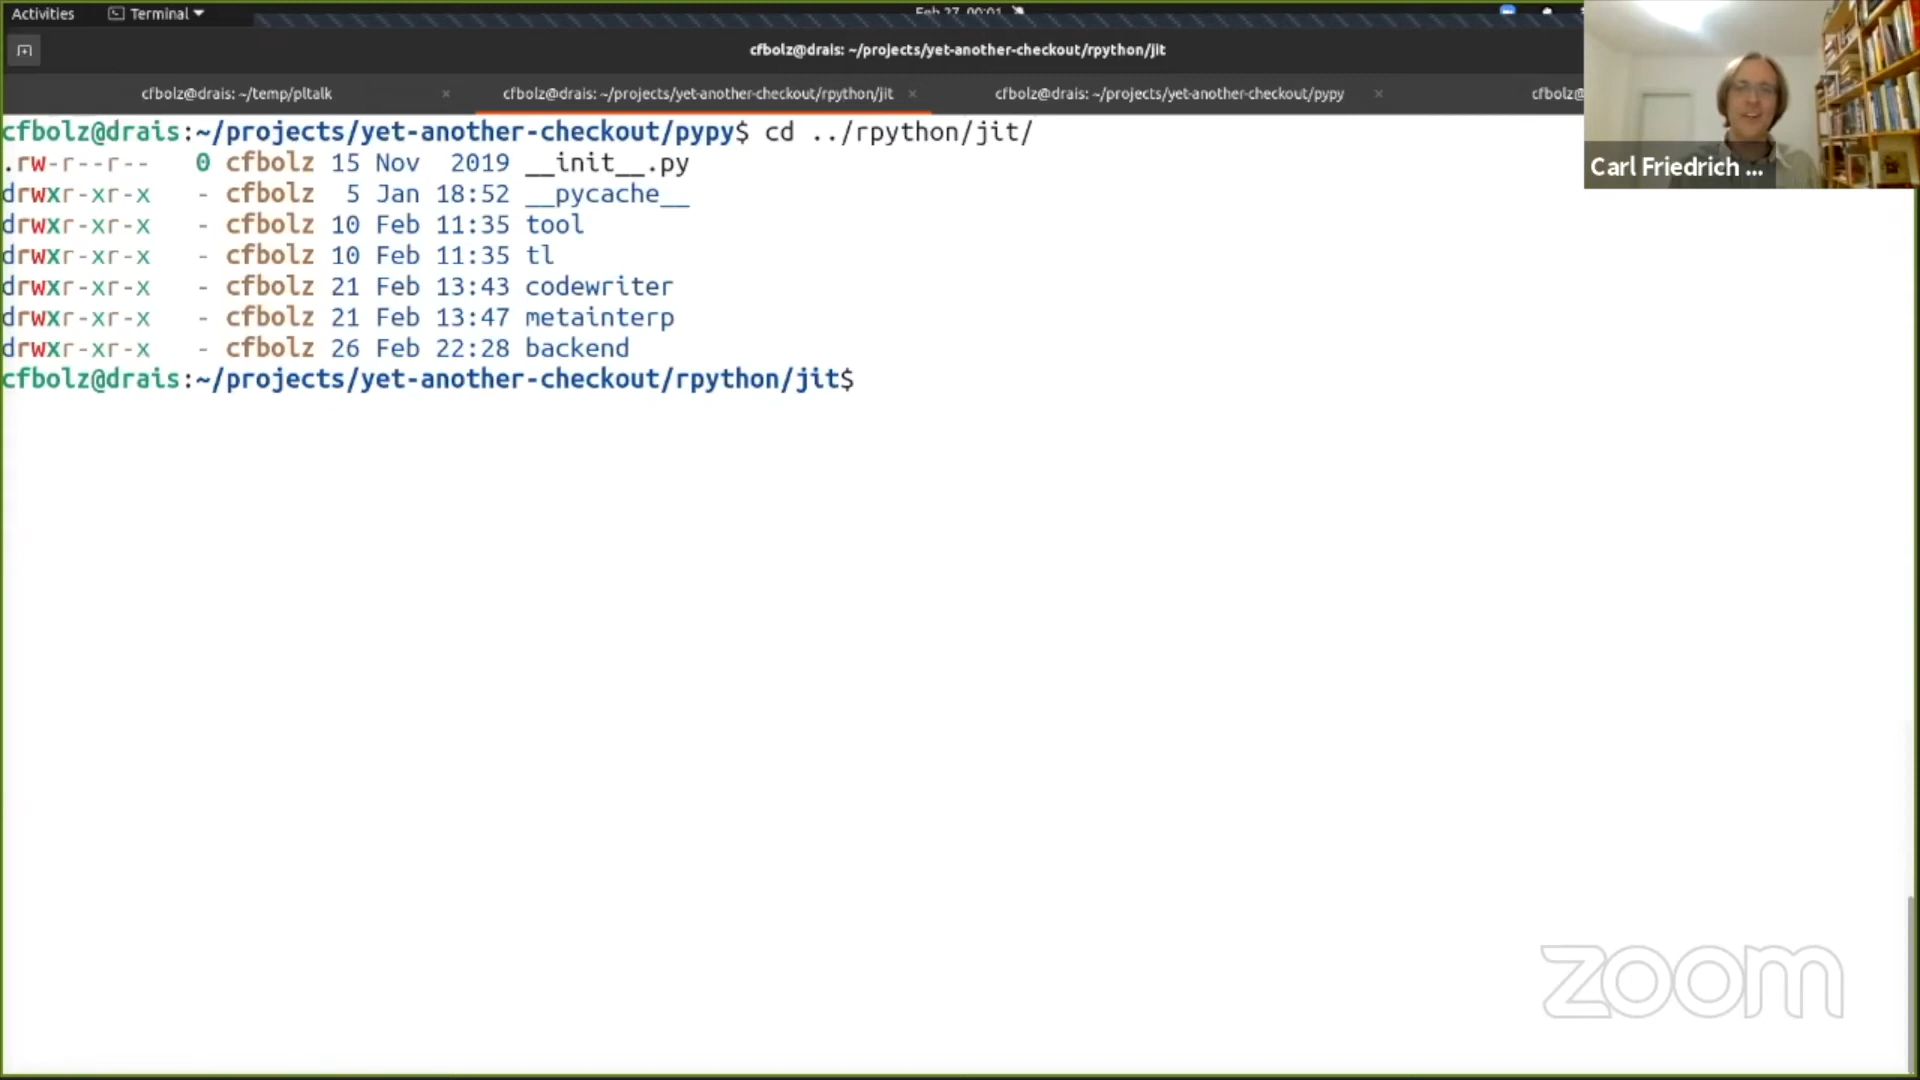 Activities Terminal Feb 27 00:01
cfbolz@drais: ~/projects/yet-another-checkout/rpython/jit
cfbolz@drais: ~/temp/pltalk × cfbolz@drais: ~/projects/yet-another-checkout/rpython/jit × cfbolz@drais: ~/projects/yet-another-checkout/pypy × cfbolz@
cfbolz@drais:~/projects/yet-another-checkout/pypy$ cd ../rpython/jit/
.rw-r--r-- 0 cfbolz 15 Nov 2019 __init__.py
drwxr-xr-x - cfbolz 5 Jan 18:52 __pycache__
drwxr-xr-x - cfbolz 10 Feb 11:35 tool
drwxr-xr-x - cfbolz 10 Feb 11:35 tl
drwxr-xr-x - cfbolz 21 Feb 13:43 codewriter
drwxr-xr-x - cfbolz 21 Feb 13:47 metainterp
drwxr-xr-x - cfbolz 26 Feb 22:28 backend
cfbolz@drais:~/projects/yet-another-checkout/rpython/jit$
Carl Friedrich ...
zoom